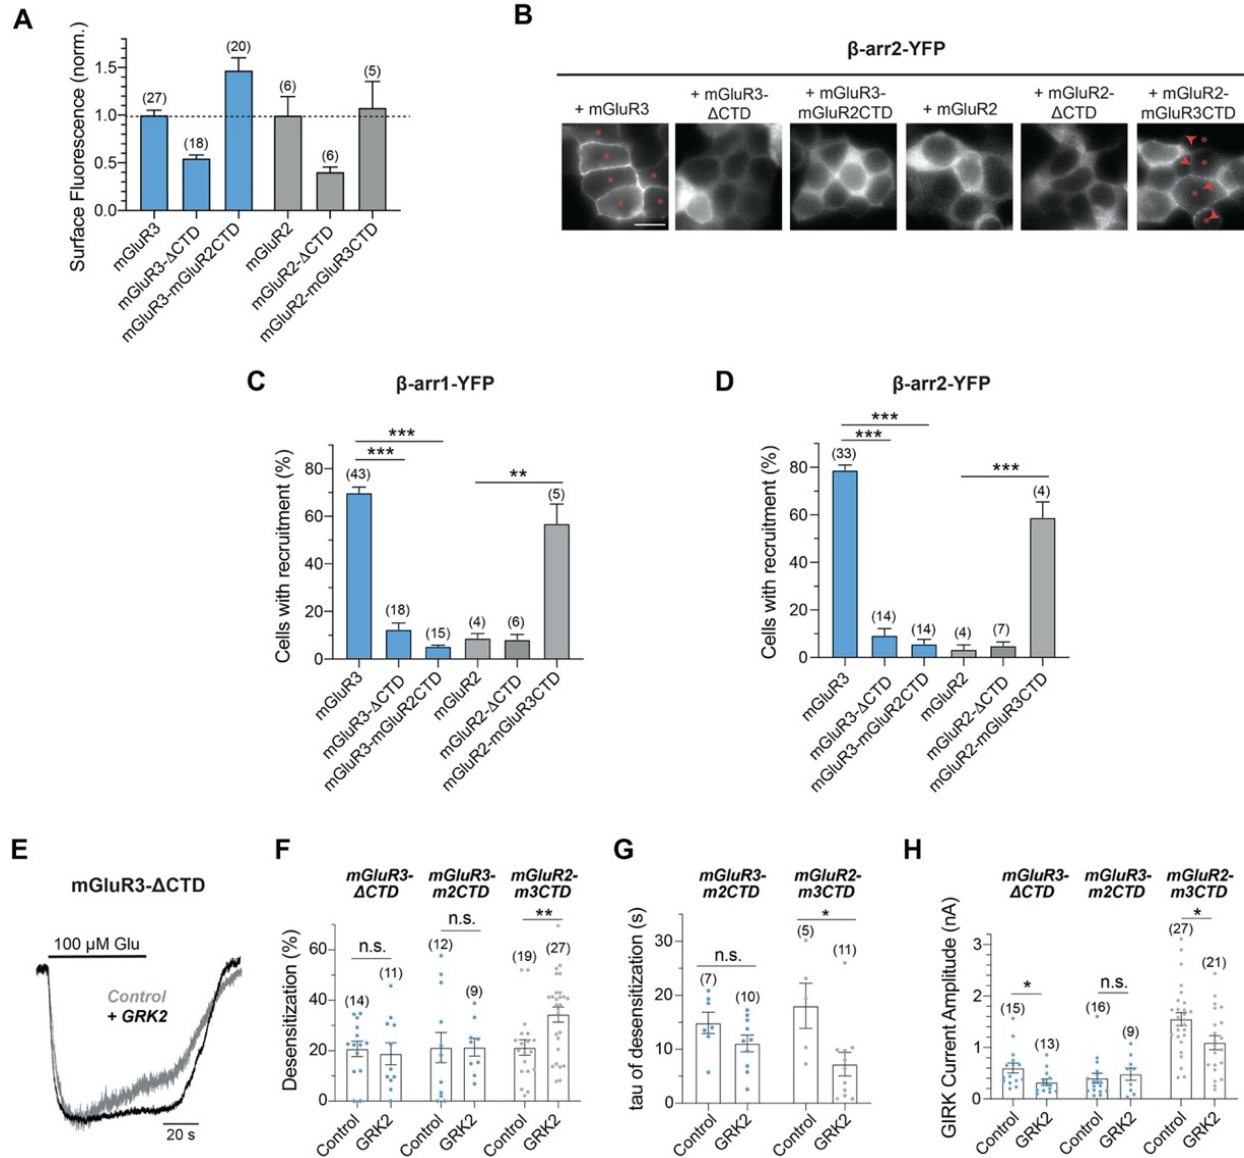 A
Surface Fluorescence (norm.)
1.5
1.0
0.5
0.0
(27)
(18)
(20)
(6)
(6)
(5)
mGluR3
mGluR3-ΔCTD
mGluR3-mGluR2CTD
mGluR2
mGluR2-ΔCTD
mGluR2-mGluR3CTD
B
β-arr2-YFP
+ mGluR3
+ mGluR3-
ΔCTD
+ mGluR3-
mGluR2CTD
+ mGluR2
+ mGluR2-
ΔCTD
+ mGluR2-
mGluR3CTD
C
β-arr1-YFP
Cells with recruitment (%)
80
60
40
20
0
***
***
**
(43)
(18)
(15)
(4)
(6)
(5)
mGluR3
mGluR3-ΔCTD
mGluR3-mGluR2CTD
mGluR2
mGluR2-ΔCTD
mGluR2-mGluR3CTD
D
β-arr2-YFP
Cells with recruitment (%)
80
60
40
20
0
***
***
***
(33)
(14)
(14)
(4)
(7)
(4)
mGluR3
mGluR3-ΔCTD
mGluR3-mGluR2CTD
mGluR2
mGluR2-ΔCTD
mGluR2-mGluR3CTD
E
mGluR3-ΔCTD
100 µM Glu
Control
+ GRK2
20 s
F
mGluR3-
ΔCTD
mGluR3-
m2CTD
mGluR2-
m3CTD
Desensitization (%)
60
40
20
0
n.s.
n.s.
**
(14)
(11)
(12)
(9)
(19)
(27)
Control
GRK2
Control
GRK2
Control
GRK2
G
mGluR3-
m2CTD
mGluR2-
m3CTD
tau of desensitization (s)
30
20
10
0
n.s.
*
(7)
(10)
(5)
(11)
Control
GRK2
Control
GRK2
H
mGluR3-
ΔCTD
mGluR3-
m2CTD
mGluR2-
m3CTD
GIRK Current Amplitude (nA)
3
2
1
0
*
n.s.
*
(15)
(13)
(16)
(9)
(27)
(21)
Control
GRK2
Control
GRK2
Control
GRK2